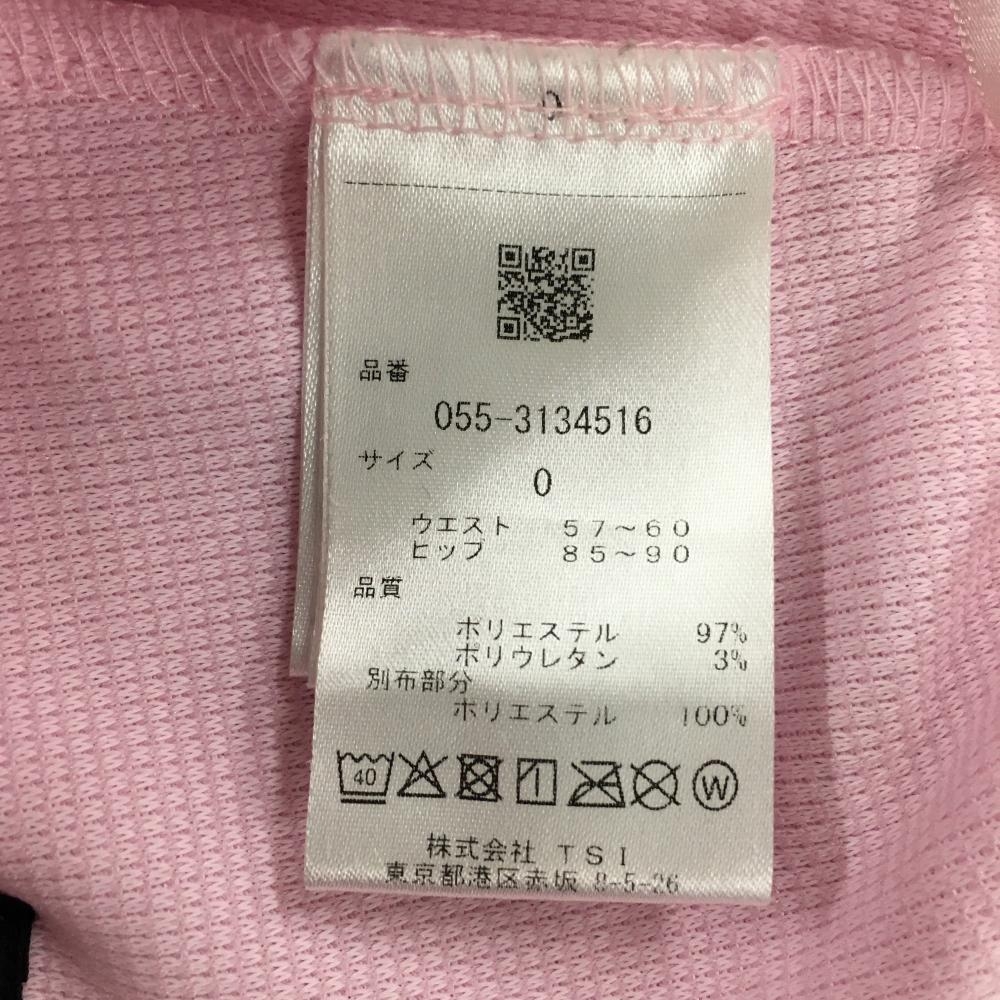 0
品番
055-3134516
サイズ
0
ウエスト 57～60
ヒップ 85～90
品質
ポリエステル 97%
ポリウレタン 3%
別布部分
ポリエステル 100%
40 W
株式会社 TSI
東京都港区赤坂 8-5-26